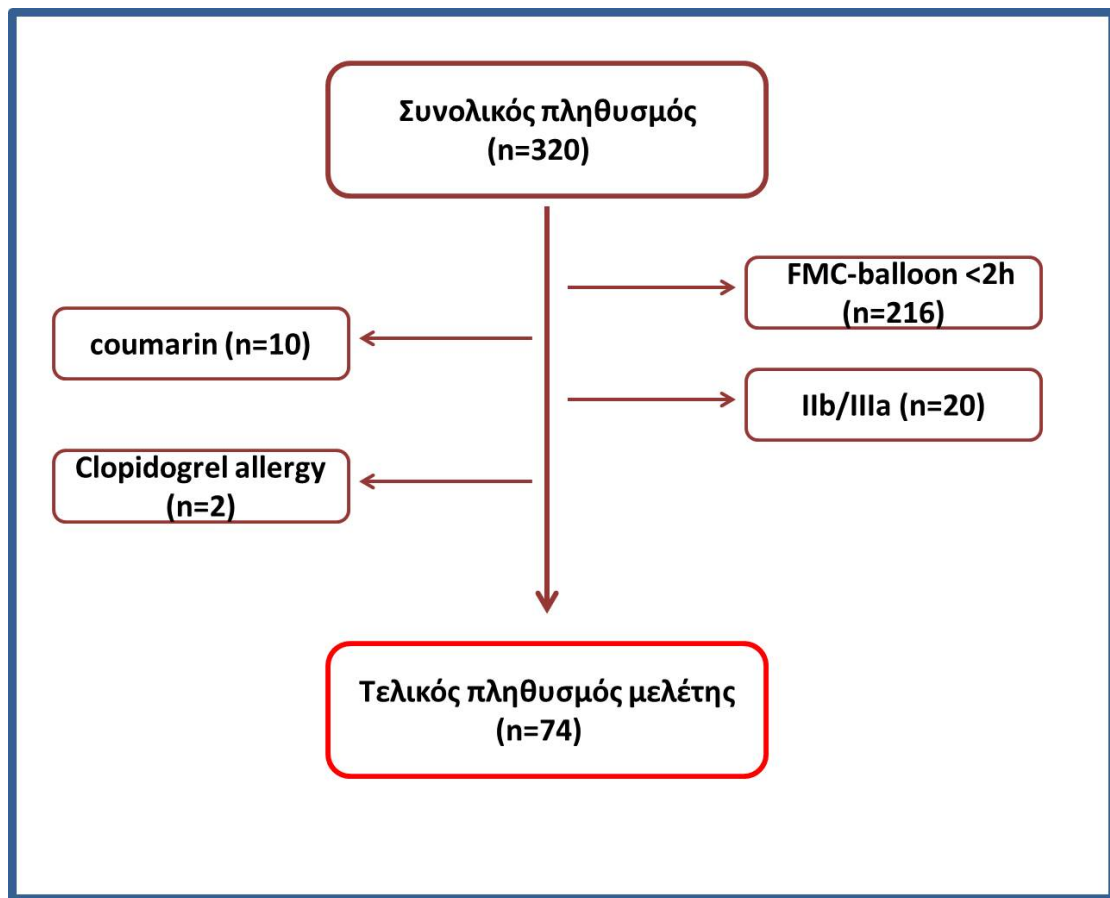 Συνολικός πληθυσμός
(n=320)
FMC-balloon <2h
(n=216)
coumarin (n=10)
IIb/IIIa (n=20)
Clopidogrel allergy
(n=2)
Τελικός πληθυσμός μελέτης
(n=74)